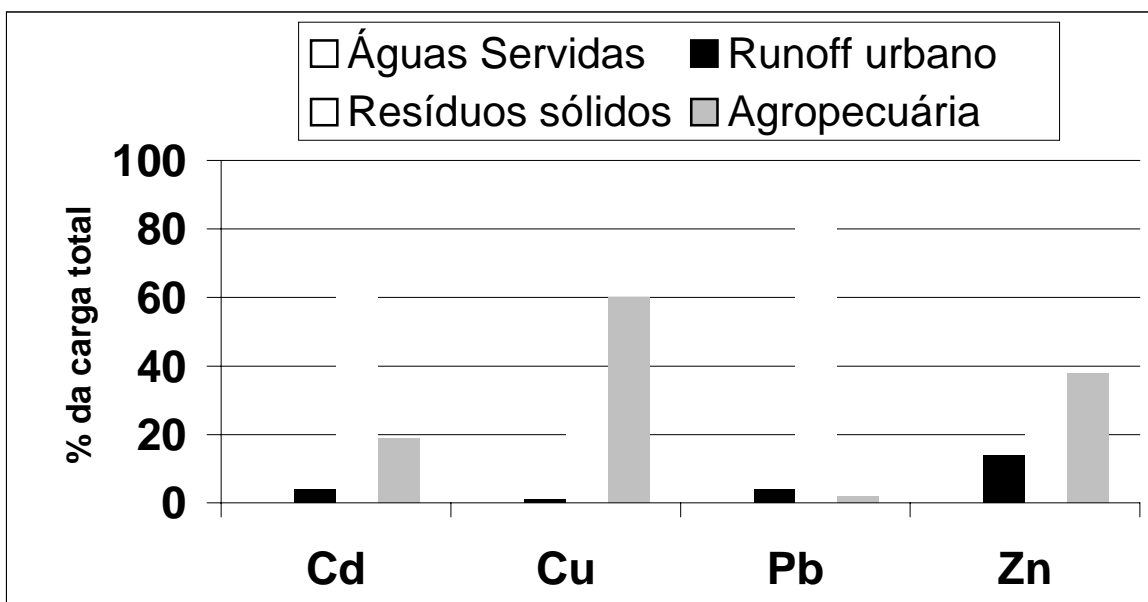 Águas Servidas Runoff urbano
Resíduos sólidos Agropecuária
% da carga total
100
80
60
40
20
0
Cd Cu Pb Zn